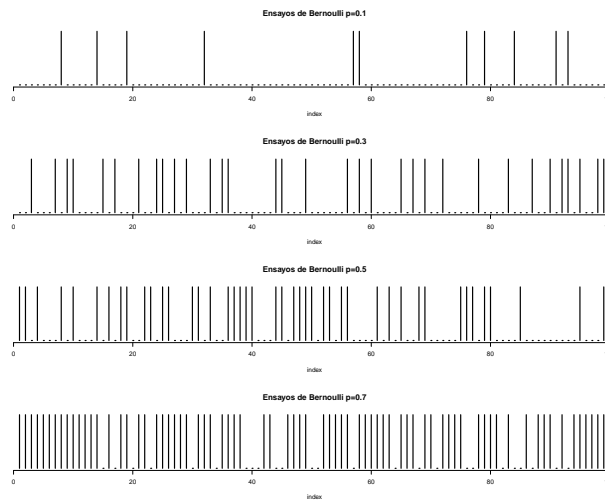 Ensayos de Bernoulli p=0.1
0 20 40 60 80
index
Ensayos de Bernoulli p=0.3
0 20 40 60 80
index
Ensayos de Bernoulli p=0.5
0 20 40 60 80
index
Ensayos de Bernoulli p=0.7
0 20 40 60 80
index